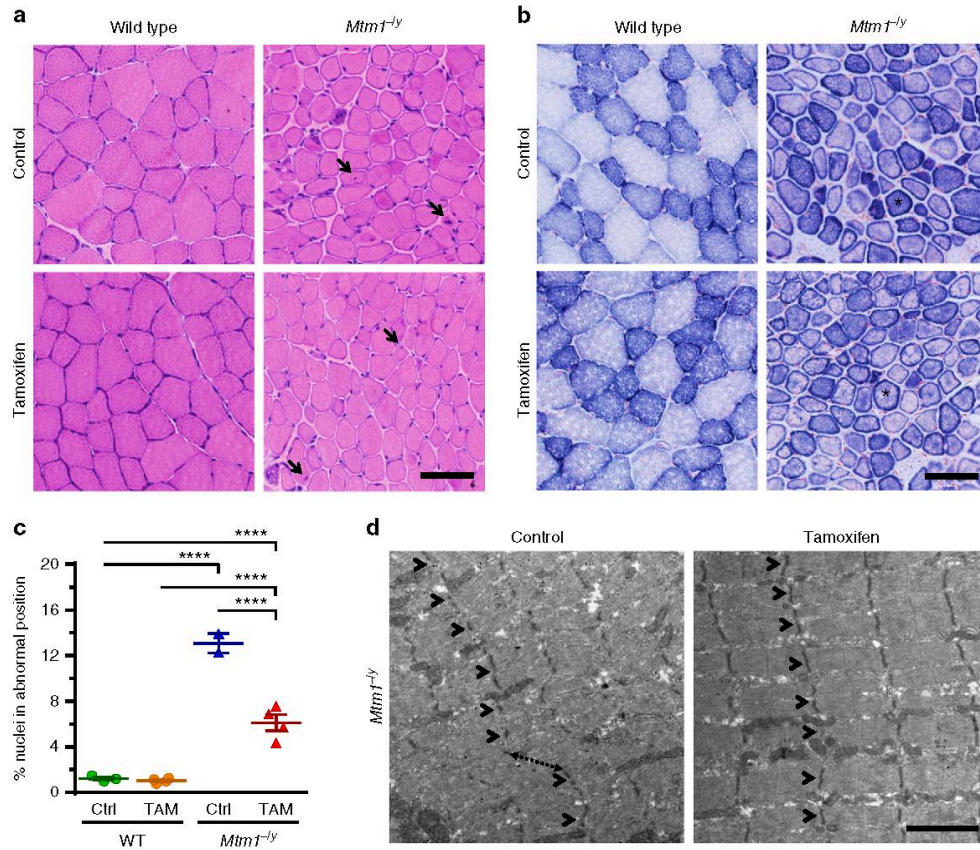 a
Wild type
Mtm1⁻/ʸ
Control
Tamoxifen
b
Wild type
Mtm1⁻/ʸ
Control
*
Tamoxifen
*
c
% nuclei in abnormal position
20
16
12
8
4
0
****
****
****
****
Ctrl
TAM
Ctrl
TAM
WT
Mtm1⁻/ʸ
d
Control
Tamoxifen
Mtm1⁻/ʸ